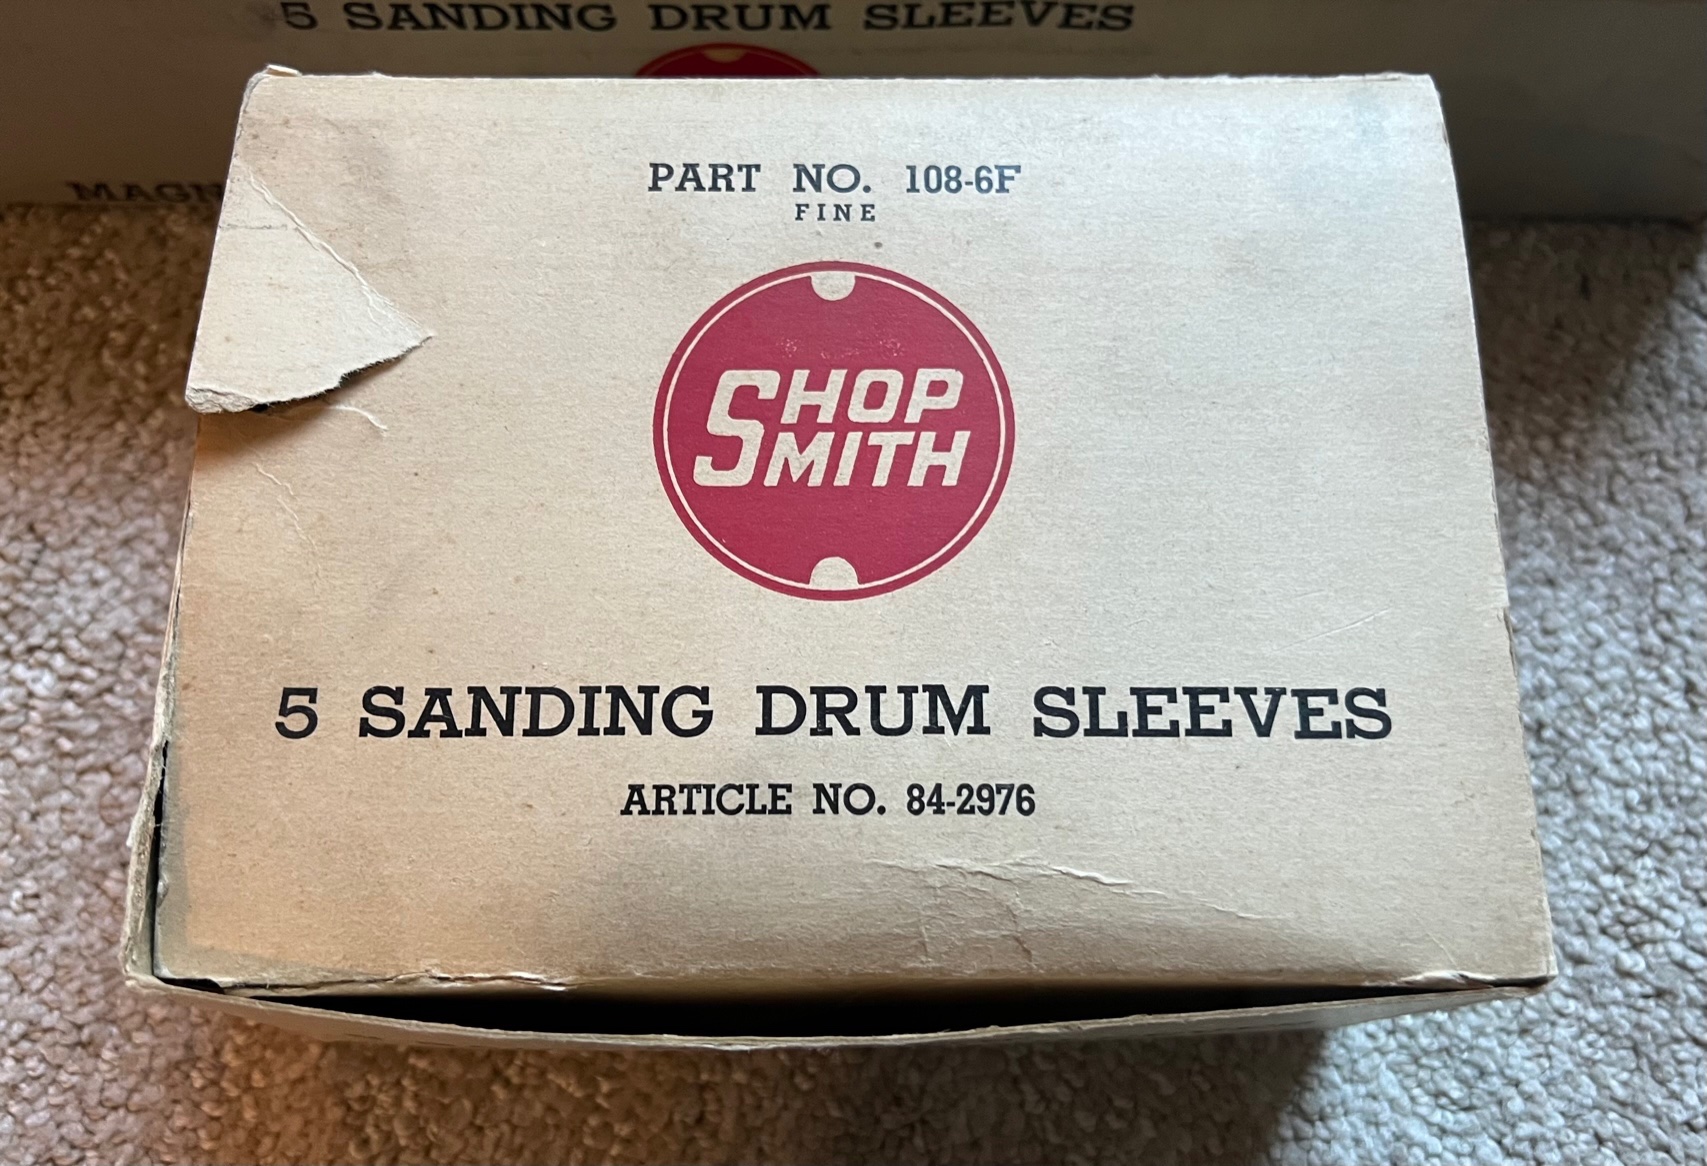 5 SANDING DRUM SLEEVES
PART NO. 108-6F
FINE
SHOP
SMITH
5 SANDING DRUM SLEEVES
ARTICLE NO. 84-2976